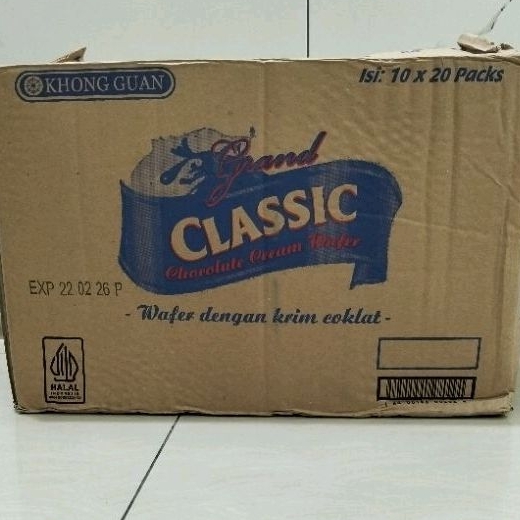 KHONG GUAN
Isi: 10 x 20 Packs
Grand
CLASSIC
Chocolate Cream Wafer
EXP 22 02 26 P
- Wafer dengan krim coklat -
HALAL
INDONESIA